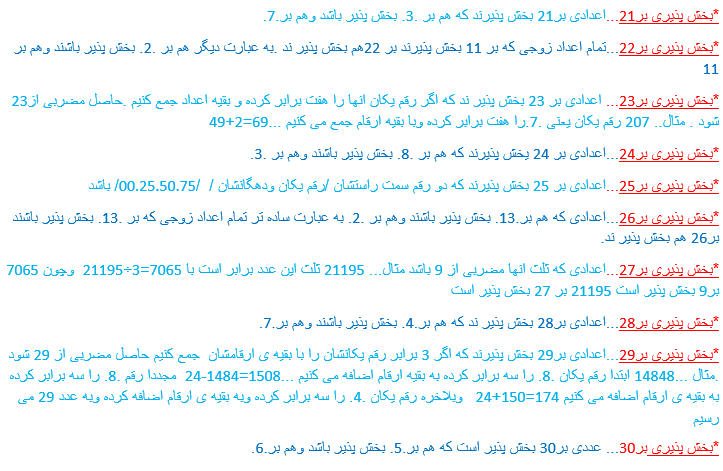 *بخش پذیری بر21...اعدادی بر21 بخش پذیرند که هم بر .3. بخش پذیر باشد وهم بر.7.
*بخش پذیری بر22...تمام اعداد زوجی که بر 11 بخش پذیرند بر 22هم بخش پذیر ند .به عبارت دیگر هم بر .2. بخش پذیر باشند وهم بر
11
*بخش پذیری بر23... اعدادی بر 23 بخش پذیر ند که اگر رقم یکان انها را هفت برابر کرده و بقیه اعداد جمع کنیم .حاصل مضربی از23
شود . مثال.. 207 رقم یکان یعنی .7.را هفت برابر کرده وبا بقیه ارقام جمع می کنیم ...69=2+49
*بخش پذیری بر24...اعدادی بر 24 بخش پذیرند که هم بر .8. بخش پذیر باشند وهم بر .3.
*بخش پذیری بر25...اعدادی بر 25 بخش پذیرند که دو رقم سمت راستشان /رقم یکان ودهگانشان / /00.25.50.75/ باشد
*بخش پذیری بر26...اعدادی که هم بر.13. بخش پذیر باشند وهم بر .2. به عبارت ساده تر تمام اعداد زوجی که بر .13. بخش پذیر باشند
بر26 هم بخش پذیر ند.
*بخش پذیری بر27...اعدادی که ثلث انها مضربی از 9 باشد مثال... 21195 ثلث این عدد برابر است با 7065=3÷21195 وچون 7065
بر9 بخش پذیر است 21195 بر 27 بخش پذیر است
*بخش پذیری بر28...اعدادی بر28 بخش پذیر ند که هم بر.4. بخش پذیر باشند وهم بر.7.
*بخش پذیری بر29...اعدادی بر29 بخش پذیرند که اگر 3 برابر رقم یکانشان را با بقیه ی ارقامشان جمع کنیم حاصل مضربی از 29 شود
.مثال ...14848 ابتدا رقم یکان .8. را سه برابر کرده به بقیه ارقام اضافه می کنیم ...1508=1484-24 مجددا رقم .8. را سه برابر کرده
به بقیه ی ارقام اضافه می کنیم 174=150+24 وبلاخره رقم یکان .4. را سه برابر کرده وبه بقیه ی ارقام اضافه کرده وبه عدد 29 می
رسیم
*بخش پذیری بر30... عددی بر30 بخش پذیر است که هم بر.5. بخش پذیر باشد وهم بر.6.